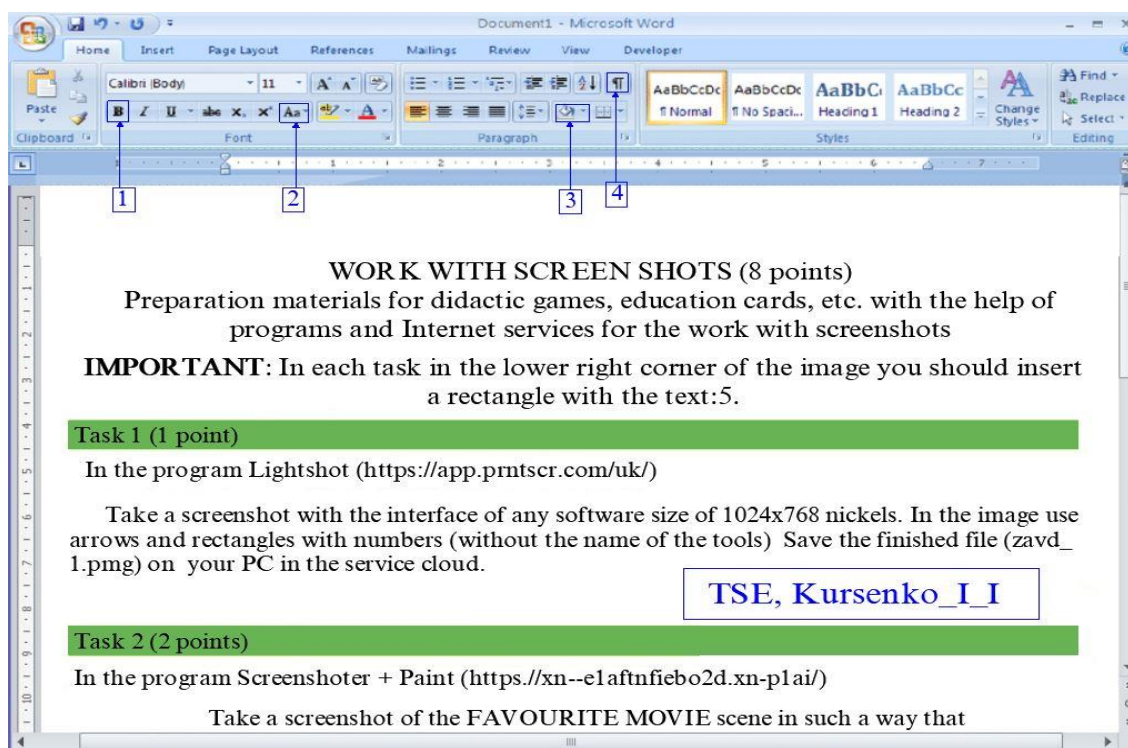 Document1 - Microsoft Word
Home Insert Page Layout References Mailings Review View Developer
Calibri (Body) 11
Paste
B I U abc x, x² Aa A
AaBbCcDc AaBbCcDc AaBbC AaBbCc
¶ Normal ¶ No Spaci... Heading 1 Heading 2
Change Styles
Find
Replace
Select
Clipboard Font Paragraph Styles Editing
1 2 3 4
WORK WITH SCREEN SHOTS (8 points)
Preparation materials for didactic games, education cards, etc. with the help of
programs and Internet services for the work with screenshots
IMPORTANT: In each task in the lower right corner of the image you should insert
a rectangle with the text:5.
Task 1 (1 point)
In the program Lightshot (https://app.prntscr.com/uk/)
Take a screenshot with the interface of any software size of 1024x768 nickels. In the image use
arrows and rectangles with numbers (without the name of the tools) Save the finished file (zavd_
1.pmg) on your PC in the service cloud.
TSE, Kursenko_I_I
Task 2 (2 points)
In the program Screenshoter + Paint (https.//xn--e1aftnfiebo2d.xn-p1ai/)
Take a screenshot of the FAVOURITE MOVIE scene in such a way that